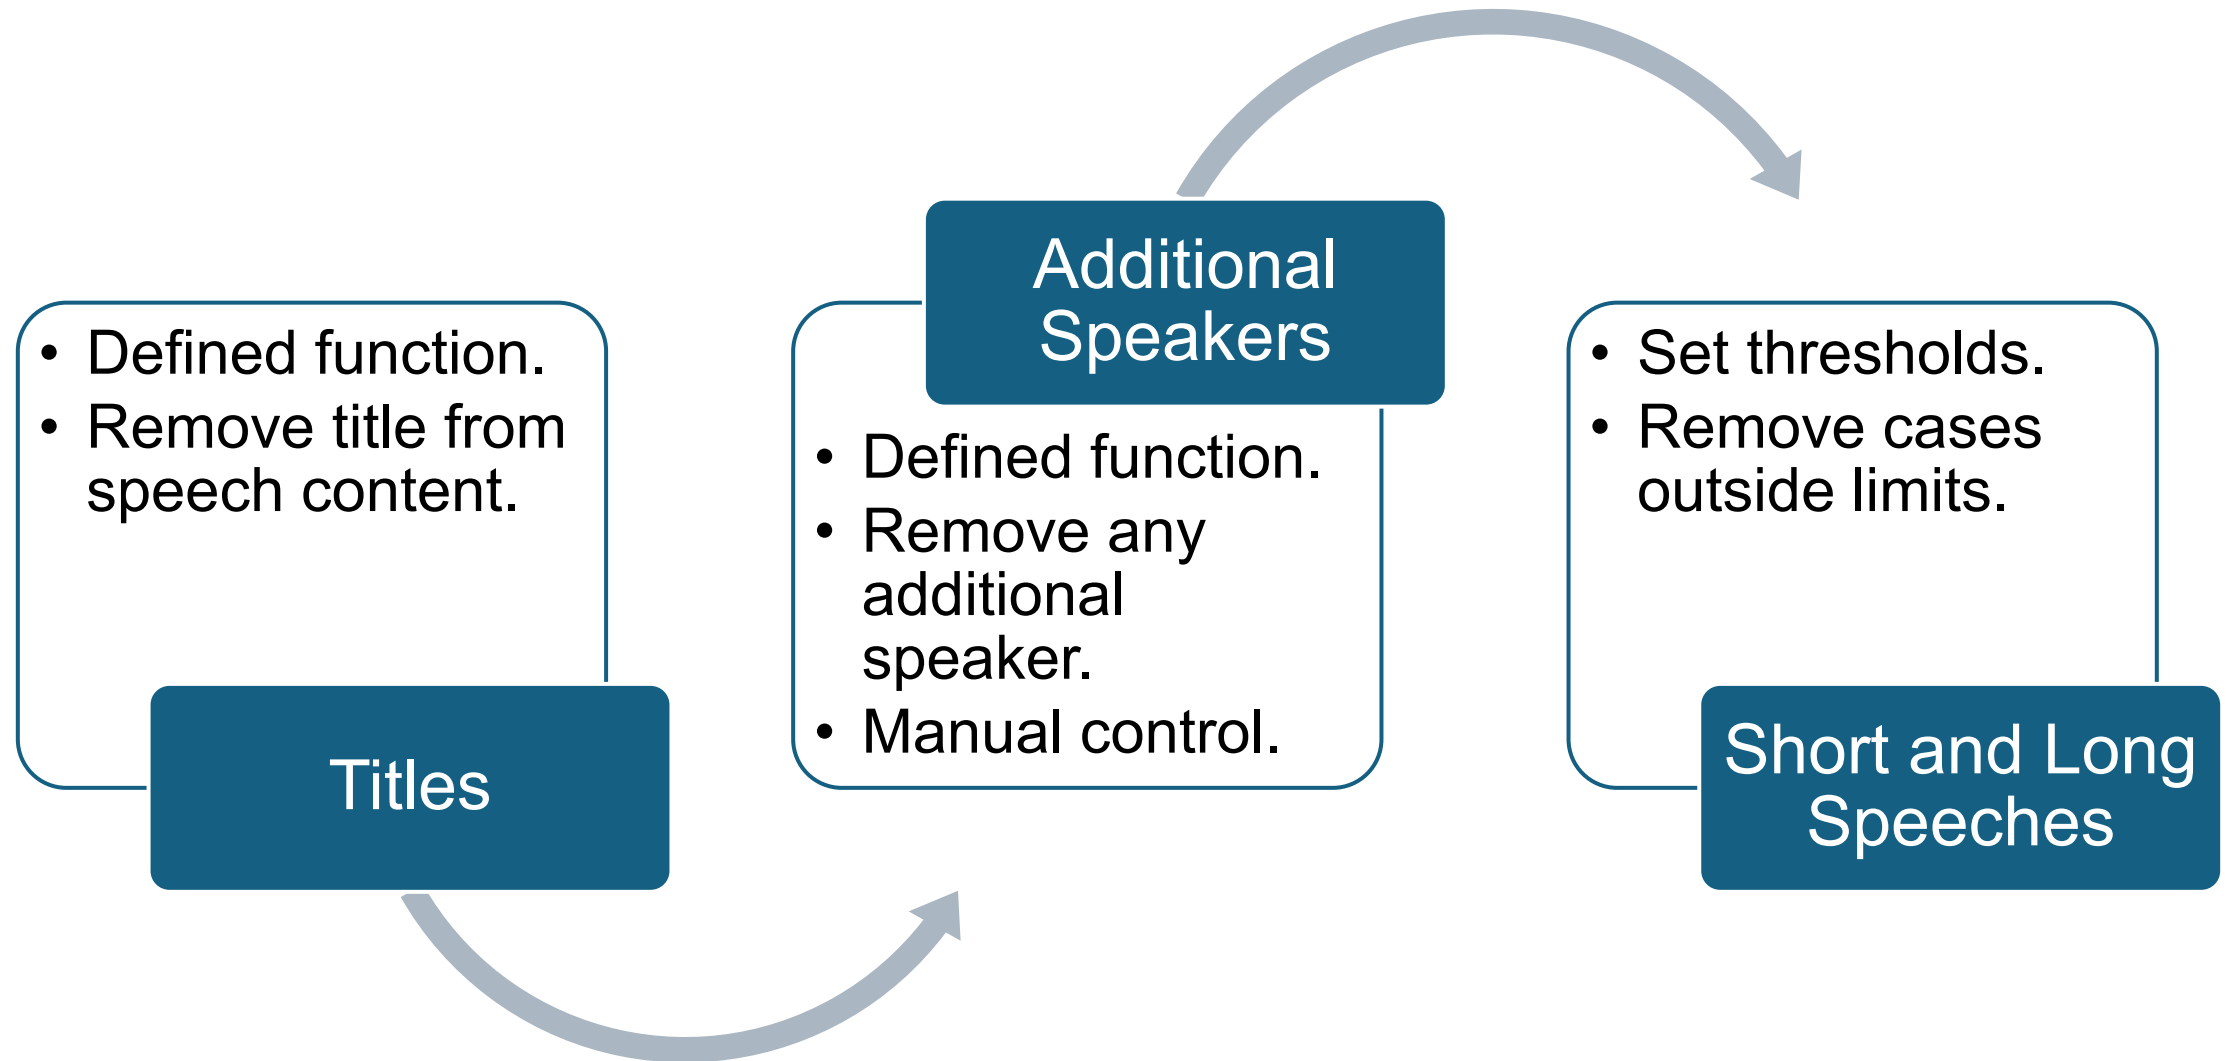 • Defined function.
• Remove title from
speech content.
Titles
Additional
Speakers
• Defined function.
• Remove any
additional
speaker.
• Manual control.
• Set thresholds.
• Remove cases
outside limits.
Short and Long
Speeches